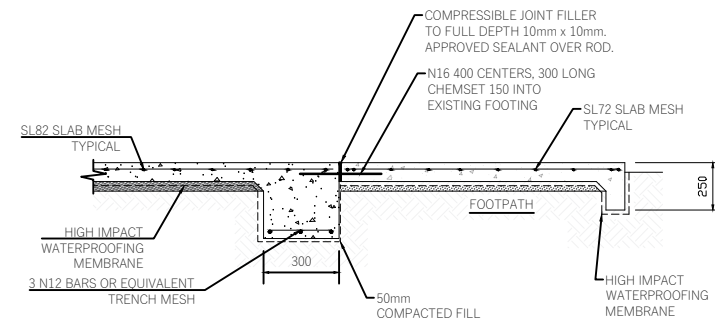 COMPRESSIBLE JOINT FILLER
TO FULL DEPTH 10mm x 10mm.
APPROVED SEALANT OVER ROD.
N16 400 CENTERS, 300 LONG
CHEMSET 150 INTO
EXISTING FOOTING
SL72 SLAB MESH
TYPICAL
SL82 SLAB MESH
TYPICAL
250
FOOTPATH
HIGH IMPACT
WATERPROOFING
MEMBRANE
300
3 N12 BARS OR EQUIVALENT
TRENCH MESH
50mm
COMPACTED FILL
HIGH IMPACT
WATERPROOFING
MEMBRANE